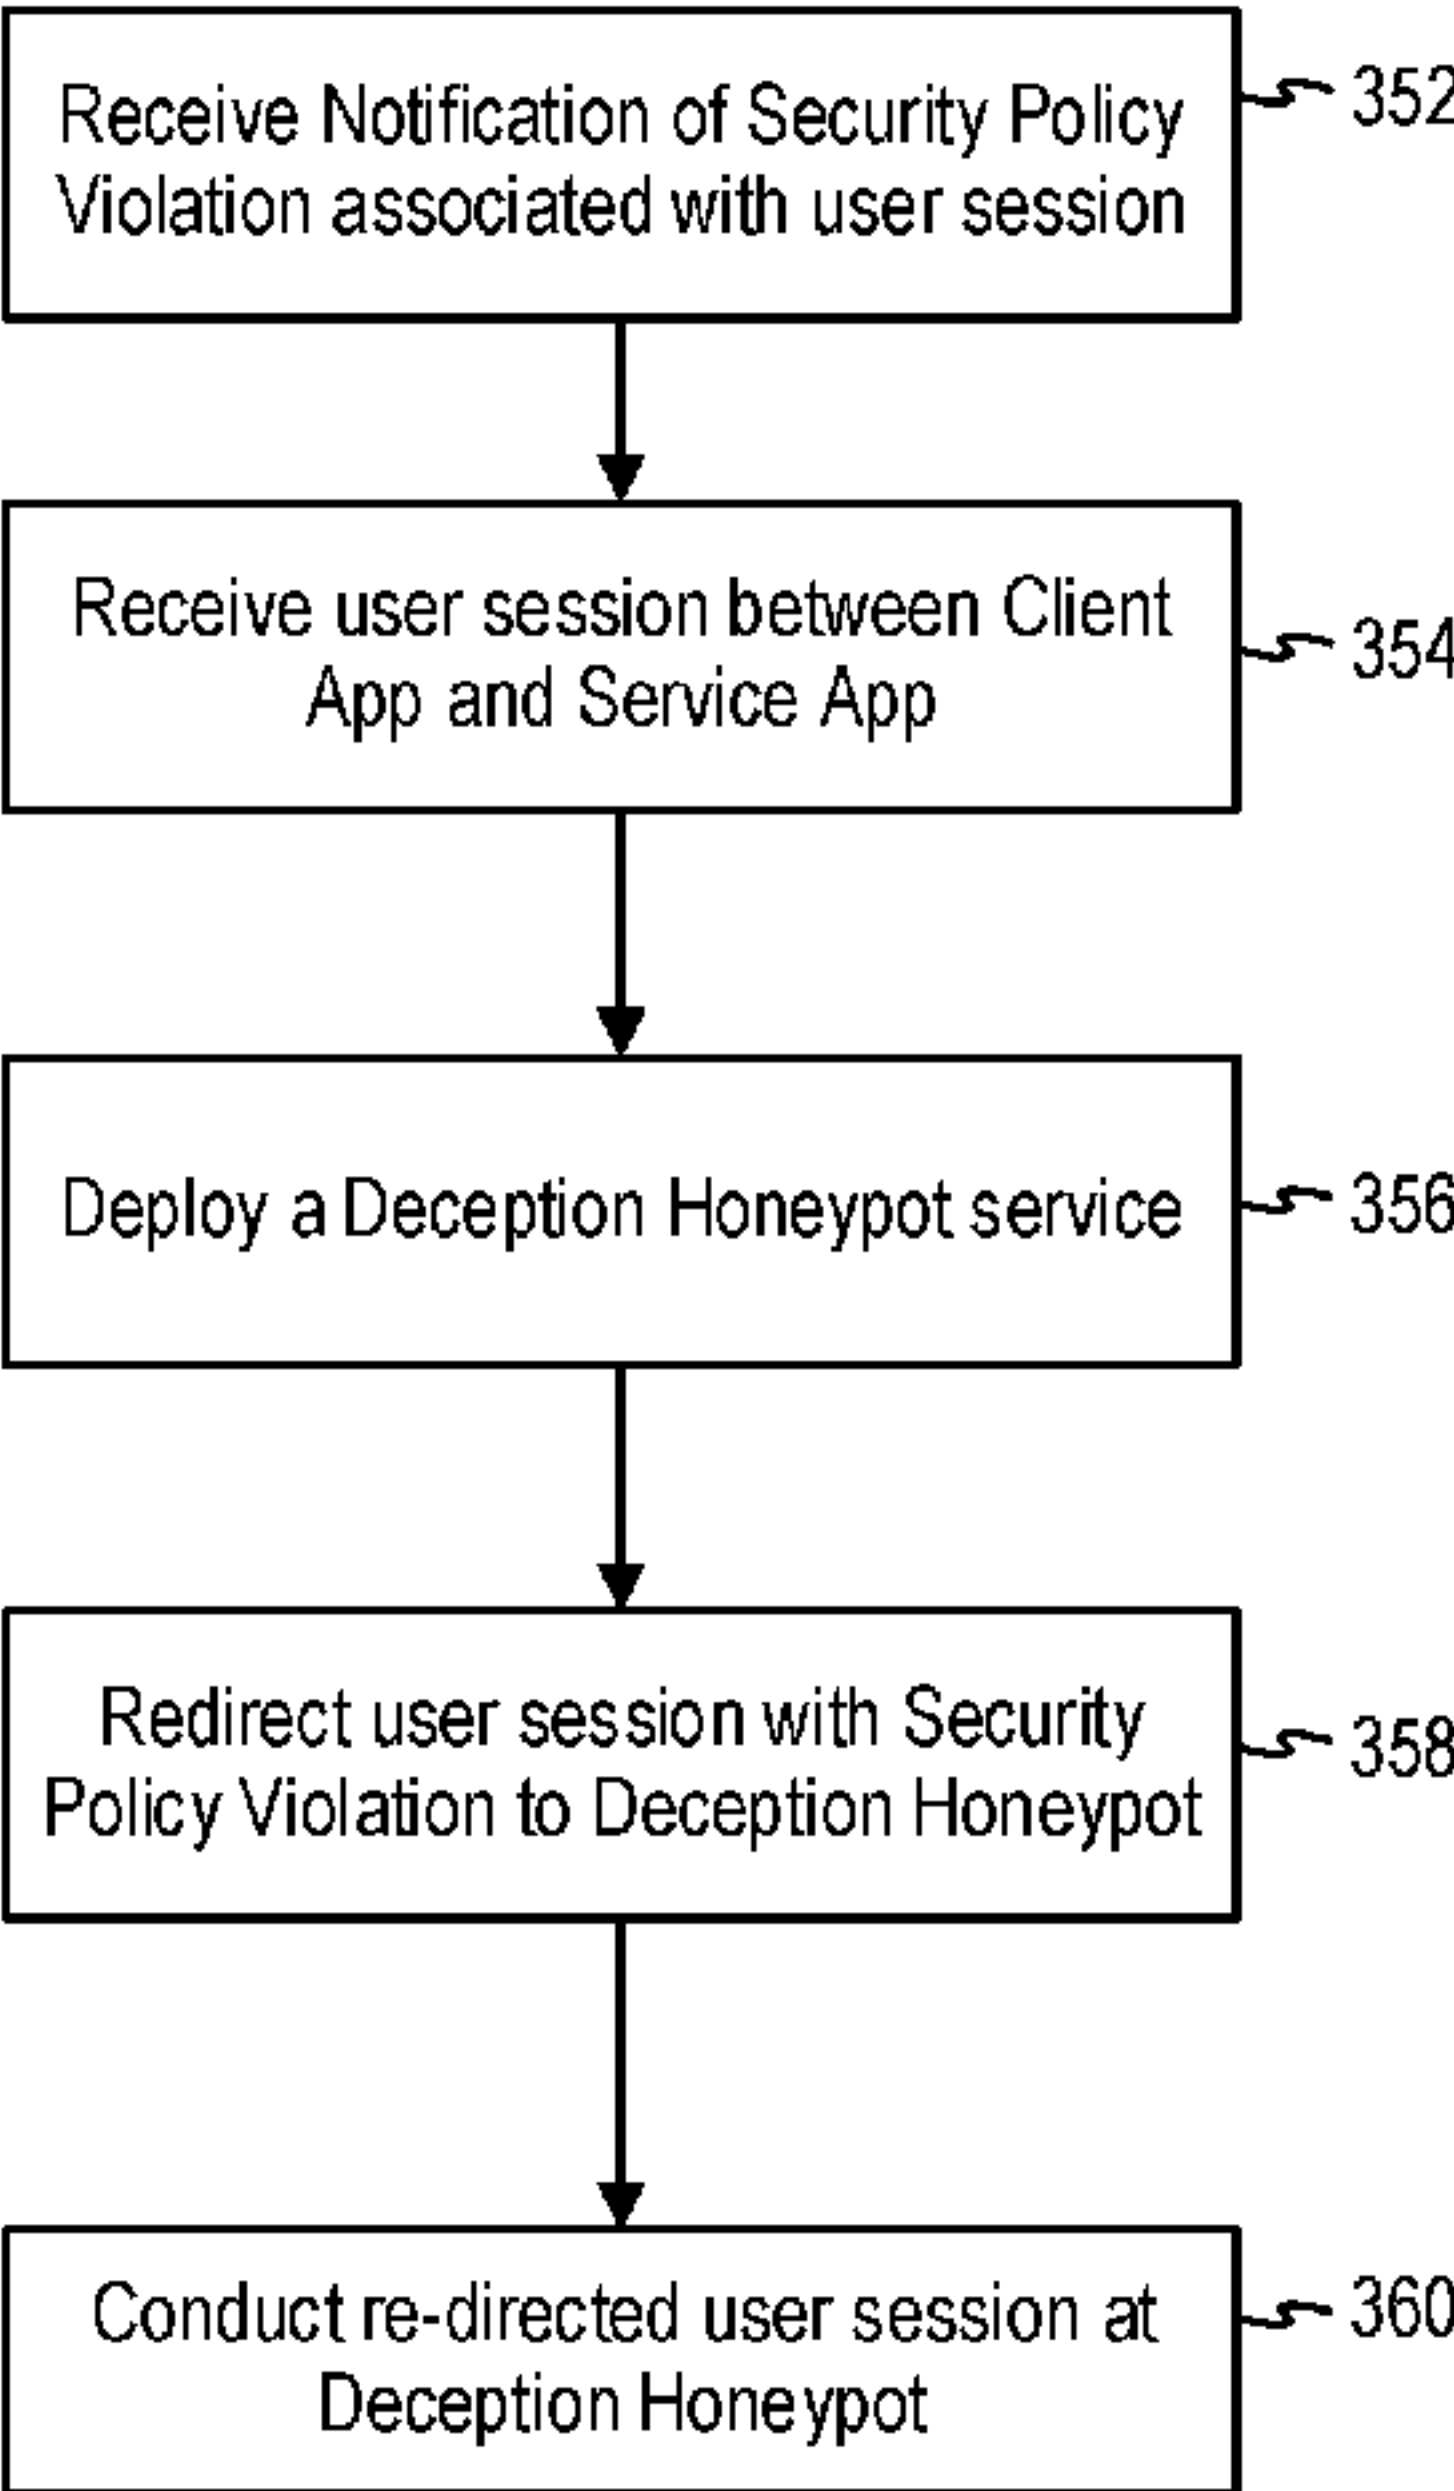 Receive Notification of Security Policy
Violation associated with user session
352
Receive user session between Client
App and Service App
354
Deploy a Deception Honeypot service
356
Redirect user session with Security
Policy Violation to Deception Honeypot
358
Conduct re-directed user session at
Deception Honeypot
360